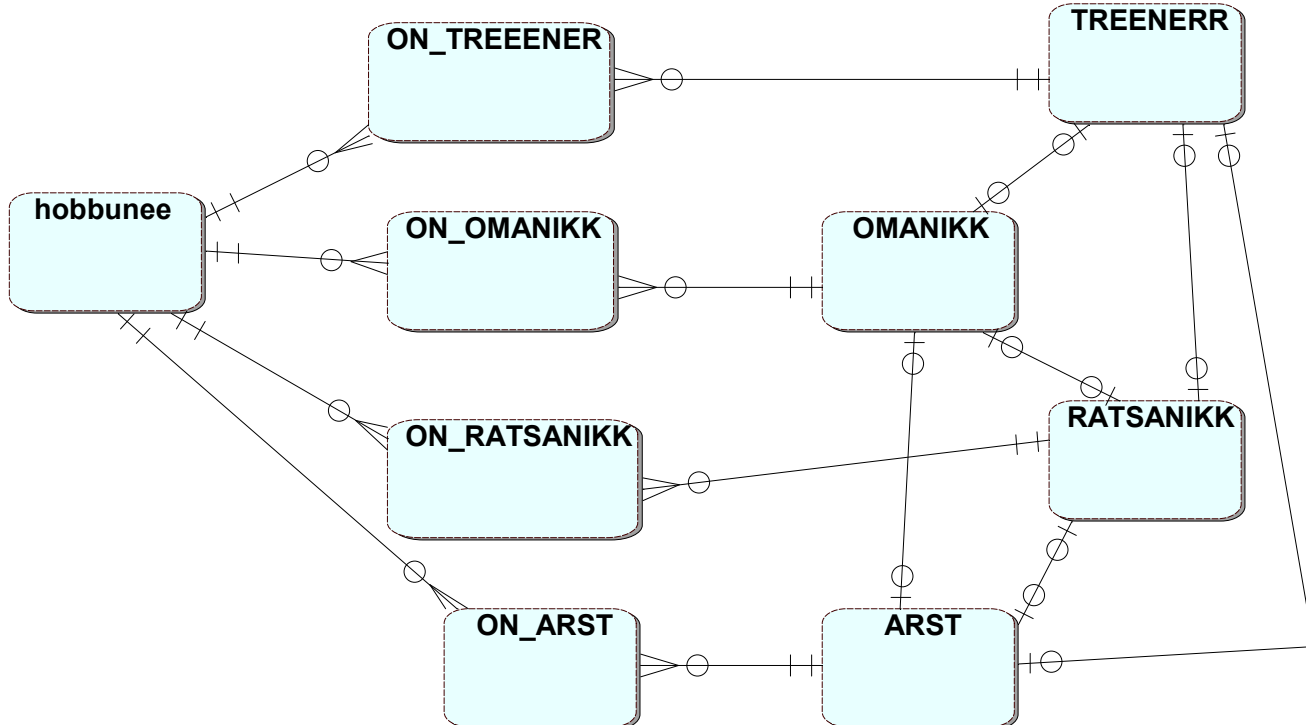 ON_TREEENER
TREENERR
hobbunee
ON_OMANIKK
OMANIKK
ON_RATSANIKK
RATSANIKK
ON_ARST
ARST